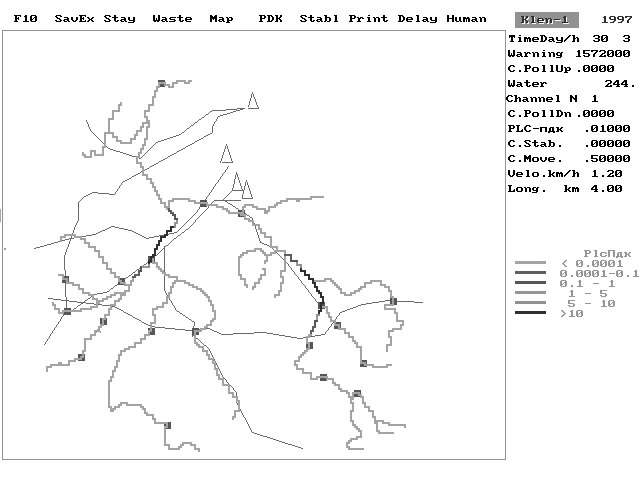 F10 SavEx Stay Waste Map PDK Stabl Print Delay Human Klen-1 1997
TimeDay/h 30 3
Warning 1572000
C.PollUp .0000
Water 244.
Channel N 1
C.PollDn .0000
PLC-пдк .01000
C.Stab. .00000
C.Move. .50000
Velo.km/h 1.20
Long. km 4.00
PlcПдк
< 0.0001
0.0001-0.1
0.1 - 1
1 - 5
5 - 10
>10